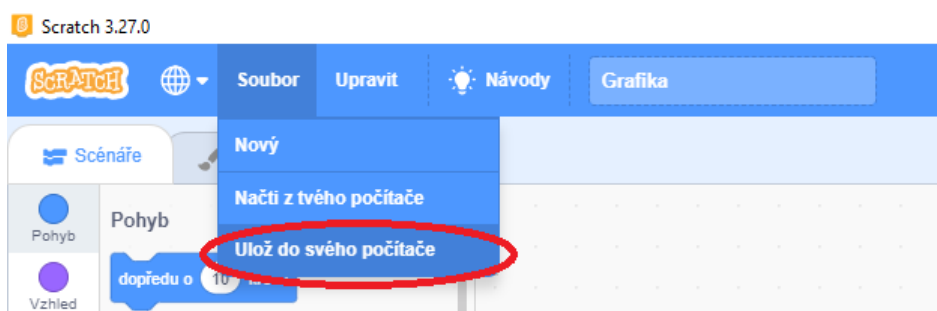 Scratch 3.27.0
SCRATCH Soubor Upravit Návody Grafika
Scénáře
Nový
Načti z tvého počítače
Ulož do svého počítače
Pohyb
Pohyb
dopředu o 10
Vzhled